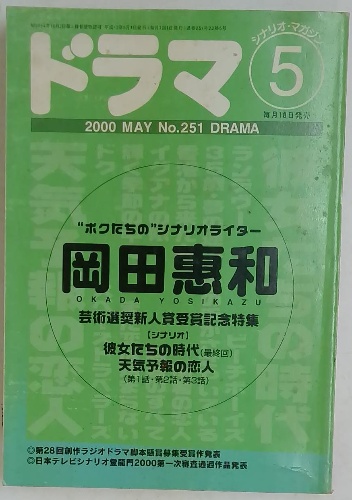 ドラマ
シナリオ・マガジン
5
毎月18日発売
2000 MAY No.251 DRAMA
"ボクたちの"シナリオライター
岡田惠和
OKADA YOSIKAZU
芸術選奨新人賞受賞記念特集
[シナリオ]
彼女たちの時代(最終回)
天気予報の恋人
(第1話・第2話・第3話)
◎第28回創作ラジオドラマ脚本懸賞募集受賞作発表
◎日本テレビシナリオ登龍門2000第一次審査通過作品発表